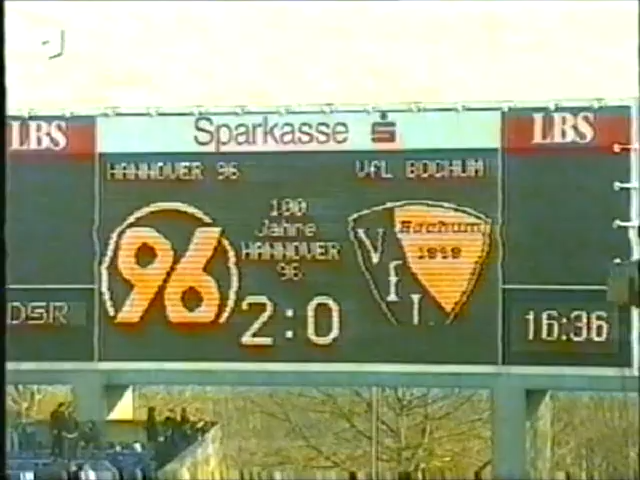 LBS
Sparkasse
LBS
HANNOVER 96
VfL BOCHUM
100
Jahre
HANNOVER
96
96
VfL
Bochum
1848
2:0
DSR
16:36